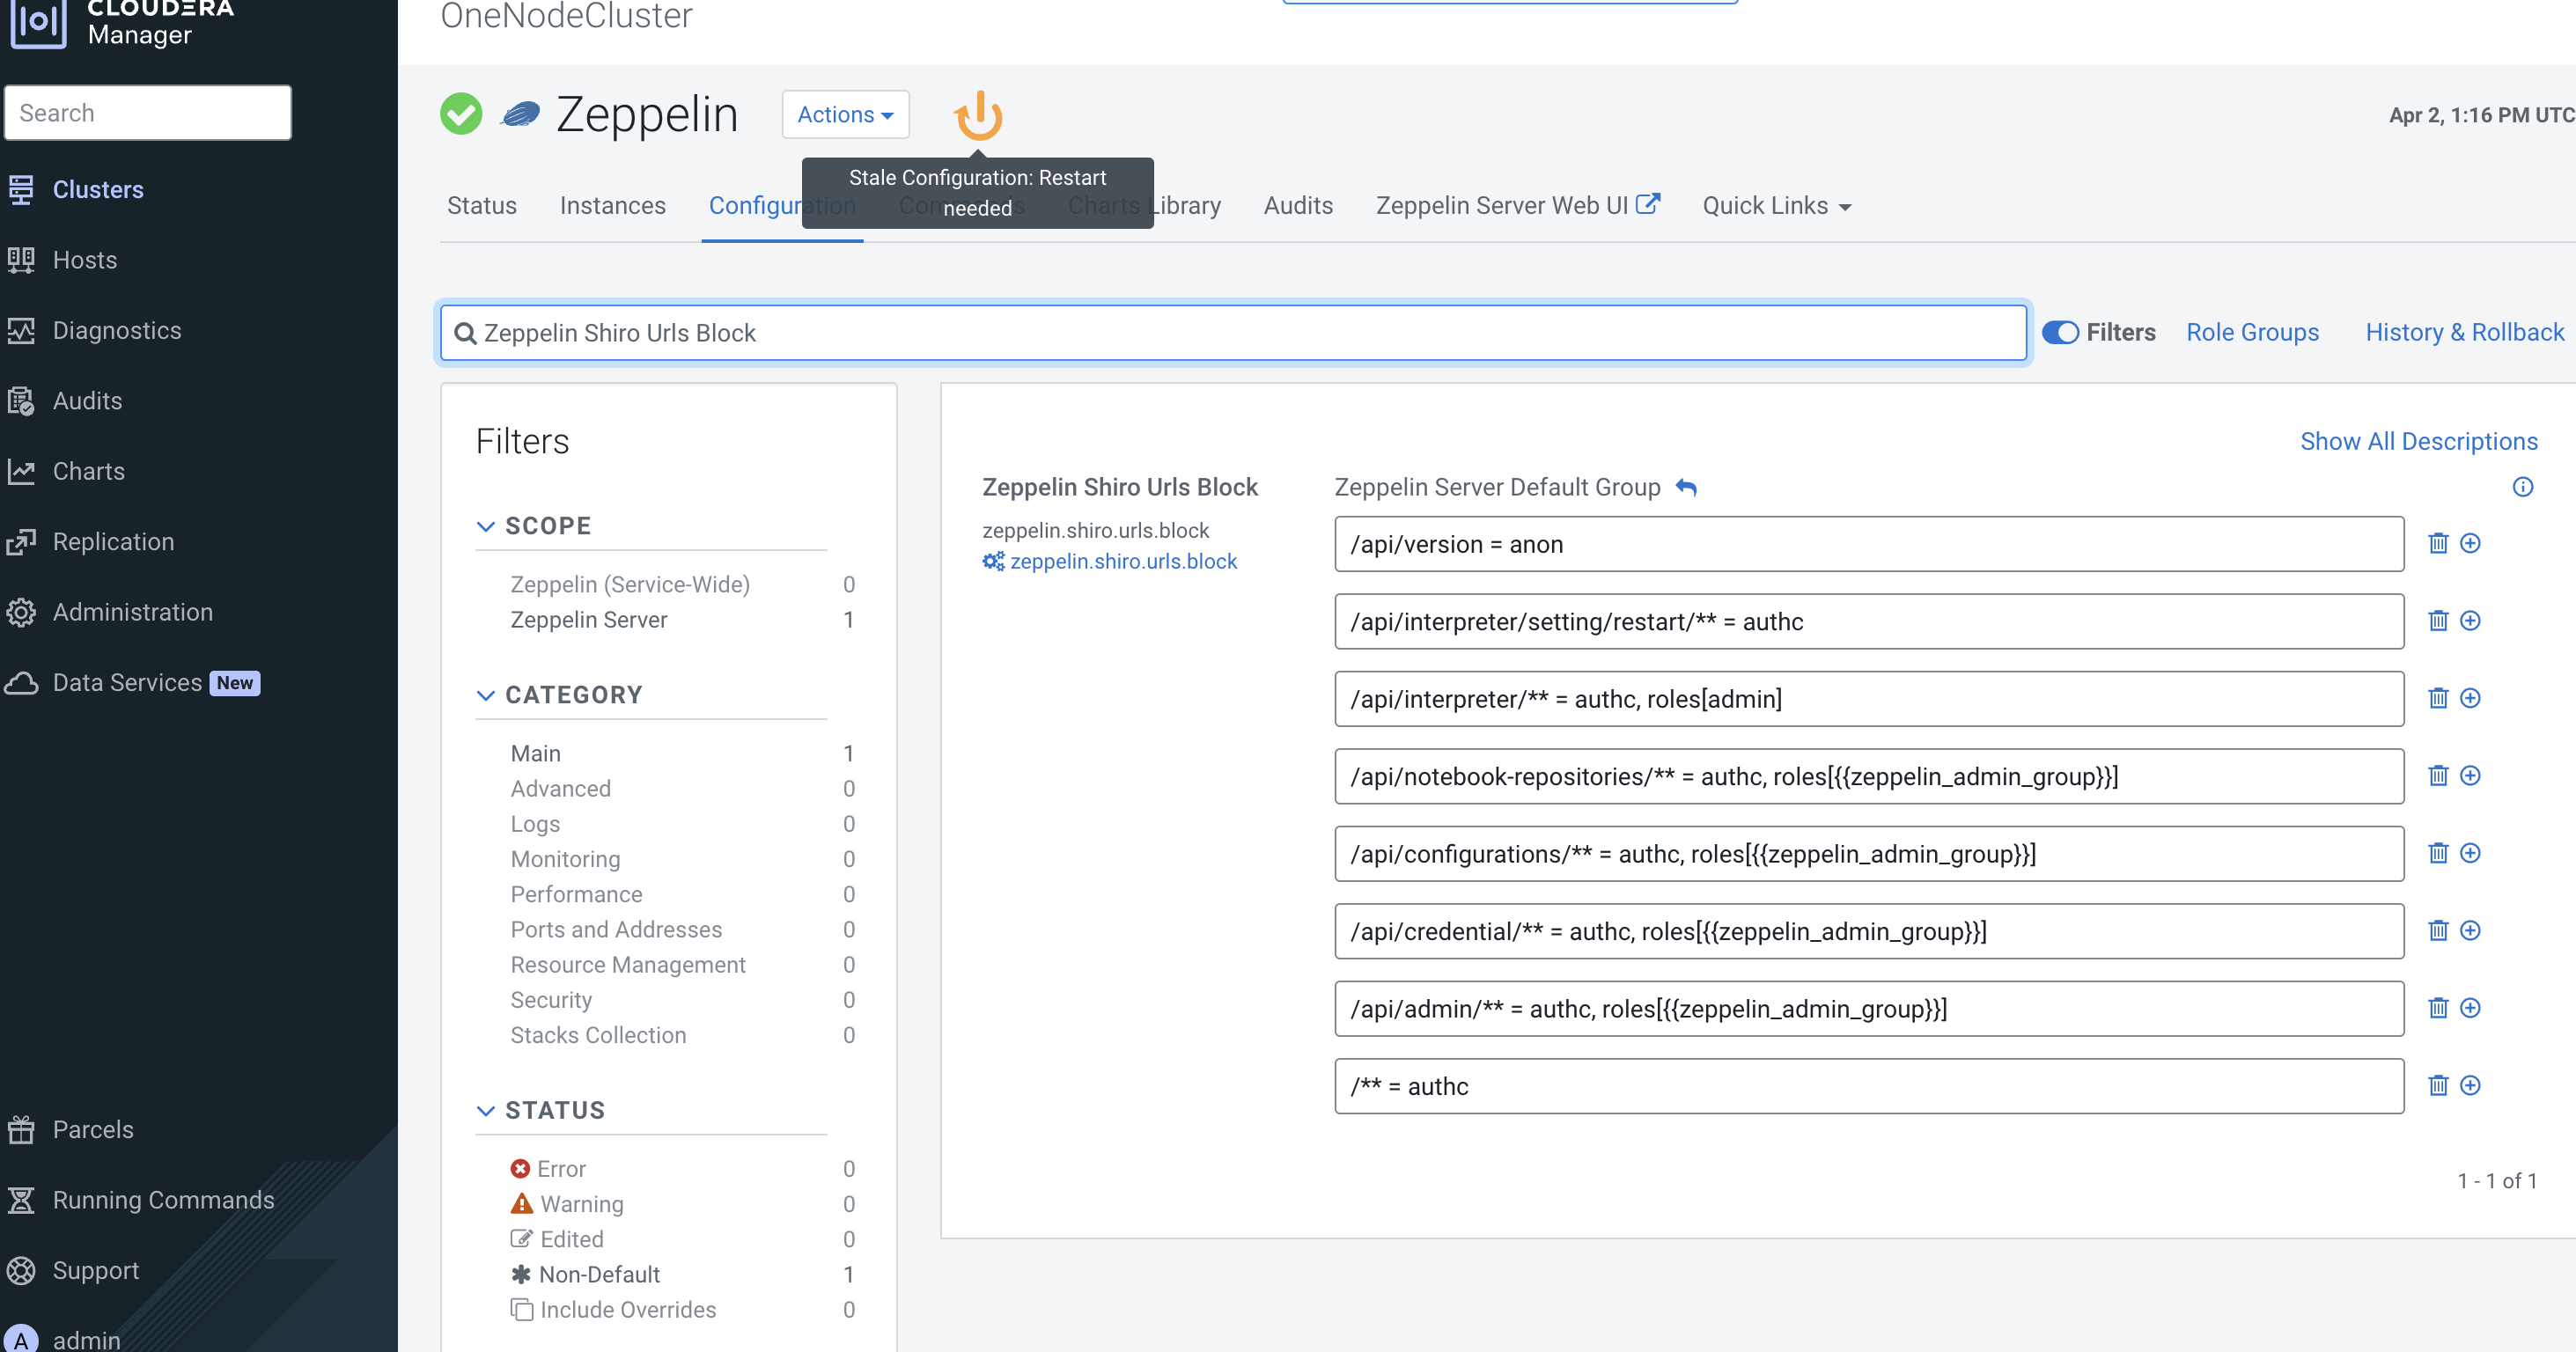 CLOUDERA
Manager
Search
Clusters
Hosts
Diagnostics
Audits
Charts
Replication
Administration
Data Services New
Parcels
Running Commands
Support
A admin
OneNodeCluster
Zeppelin
Actions
Apr 2, 1:16 PM UTC
Stale Configuration: Restart
needed
Status Instances Configuration Commands Charts Library Audits Zeppelin Server Web UI Quick Links
Zeppelin Shiro Urls Block
Filters Role Groups History & Rollback
Filters
SCOPE
Zeppelin (Service-Wide) 0
Zeppelin Server 1
CATEGORY
Main 1
Advanced 0
Logs 0
Monitoring 0
Performance 0
Ports and Addresses 0
Resource Management 0
Security 0
Stacks Collection 0
STATUS
Error 0
Warning 0
Edited 0
Non-Default 1
Include Overrides 0
Show All Descriptions
Zeppelin Shiro Urls Block
zeppelin.shiro.urls.block
zeppelin.shiro.urls.block
Zeppelin Server Default Group
/api/version = anon
/api/interpreter/setting/restart/** = authc
/api/interpreter/** = authc, roles[admin]
/api/notebook-repositories/** = authc, roles[{{zeppelin_admin_group}}]
/api/configurations/** = authc, roles[{{zeppelin_admin_group}}]
/api/credential/** = authc, roles[{{zeppelin_admin_group}}]
/api/admin/** = authc, roles[{{zeppelin_admin_group}}]
/** = authc
1 - 1 of 1